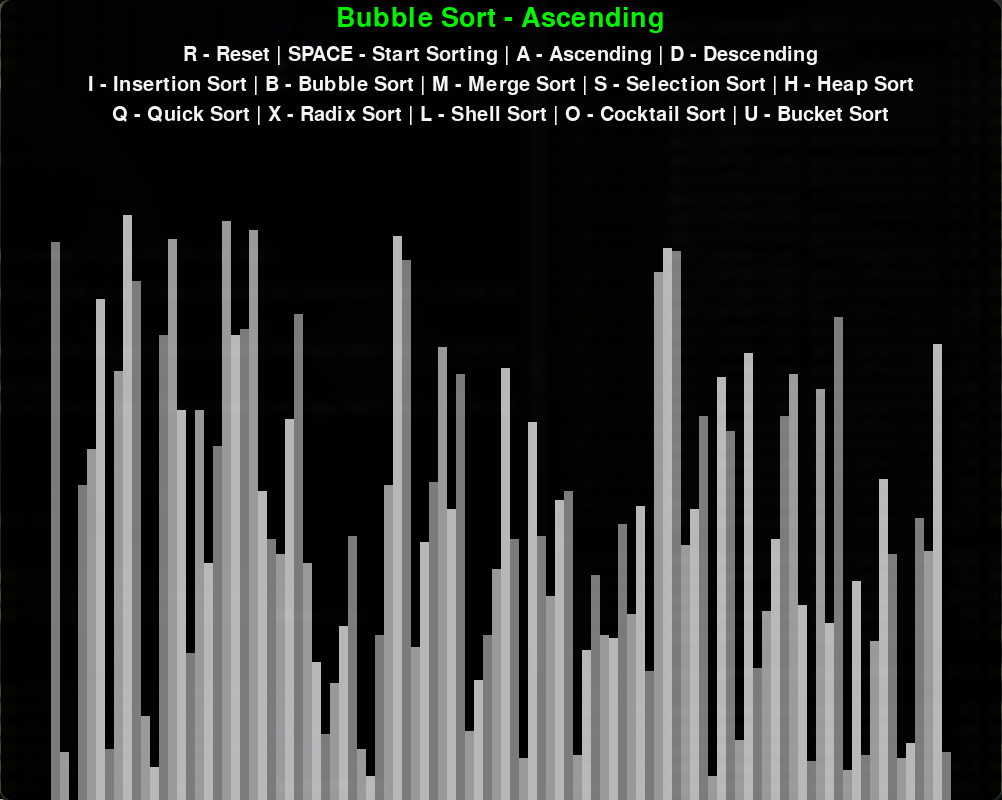 Bubble Sort - Ascending
R - Reset | SPACE - Start Sorting | A - Ascending | D - Descending
I - Insertion Sort | B - Bubble Sort | M - Merge Sort | S - Selection Sort | H - Heap Sort
Q - Quick Sort | X - Radix Sort | L - Shell Sort | O - Cocktail Sort | U - Bucket Sort